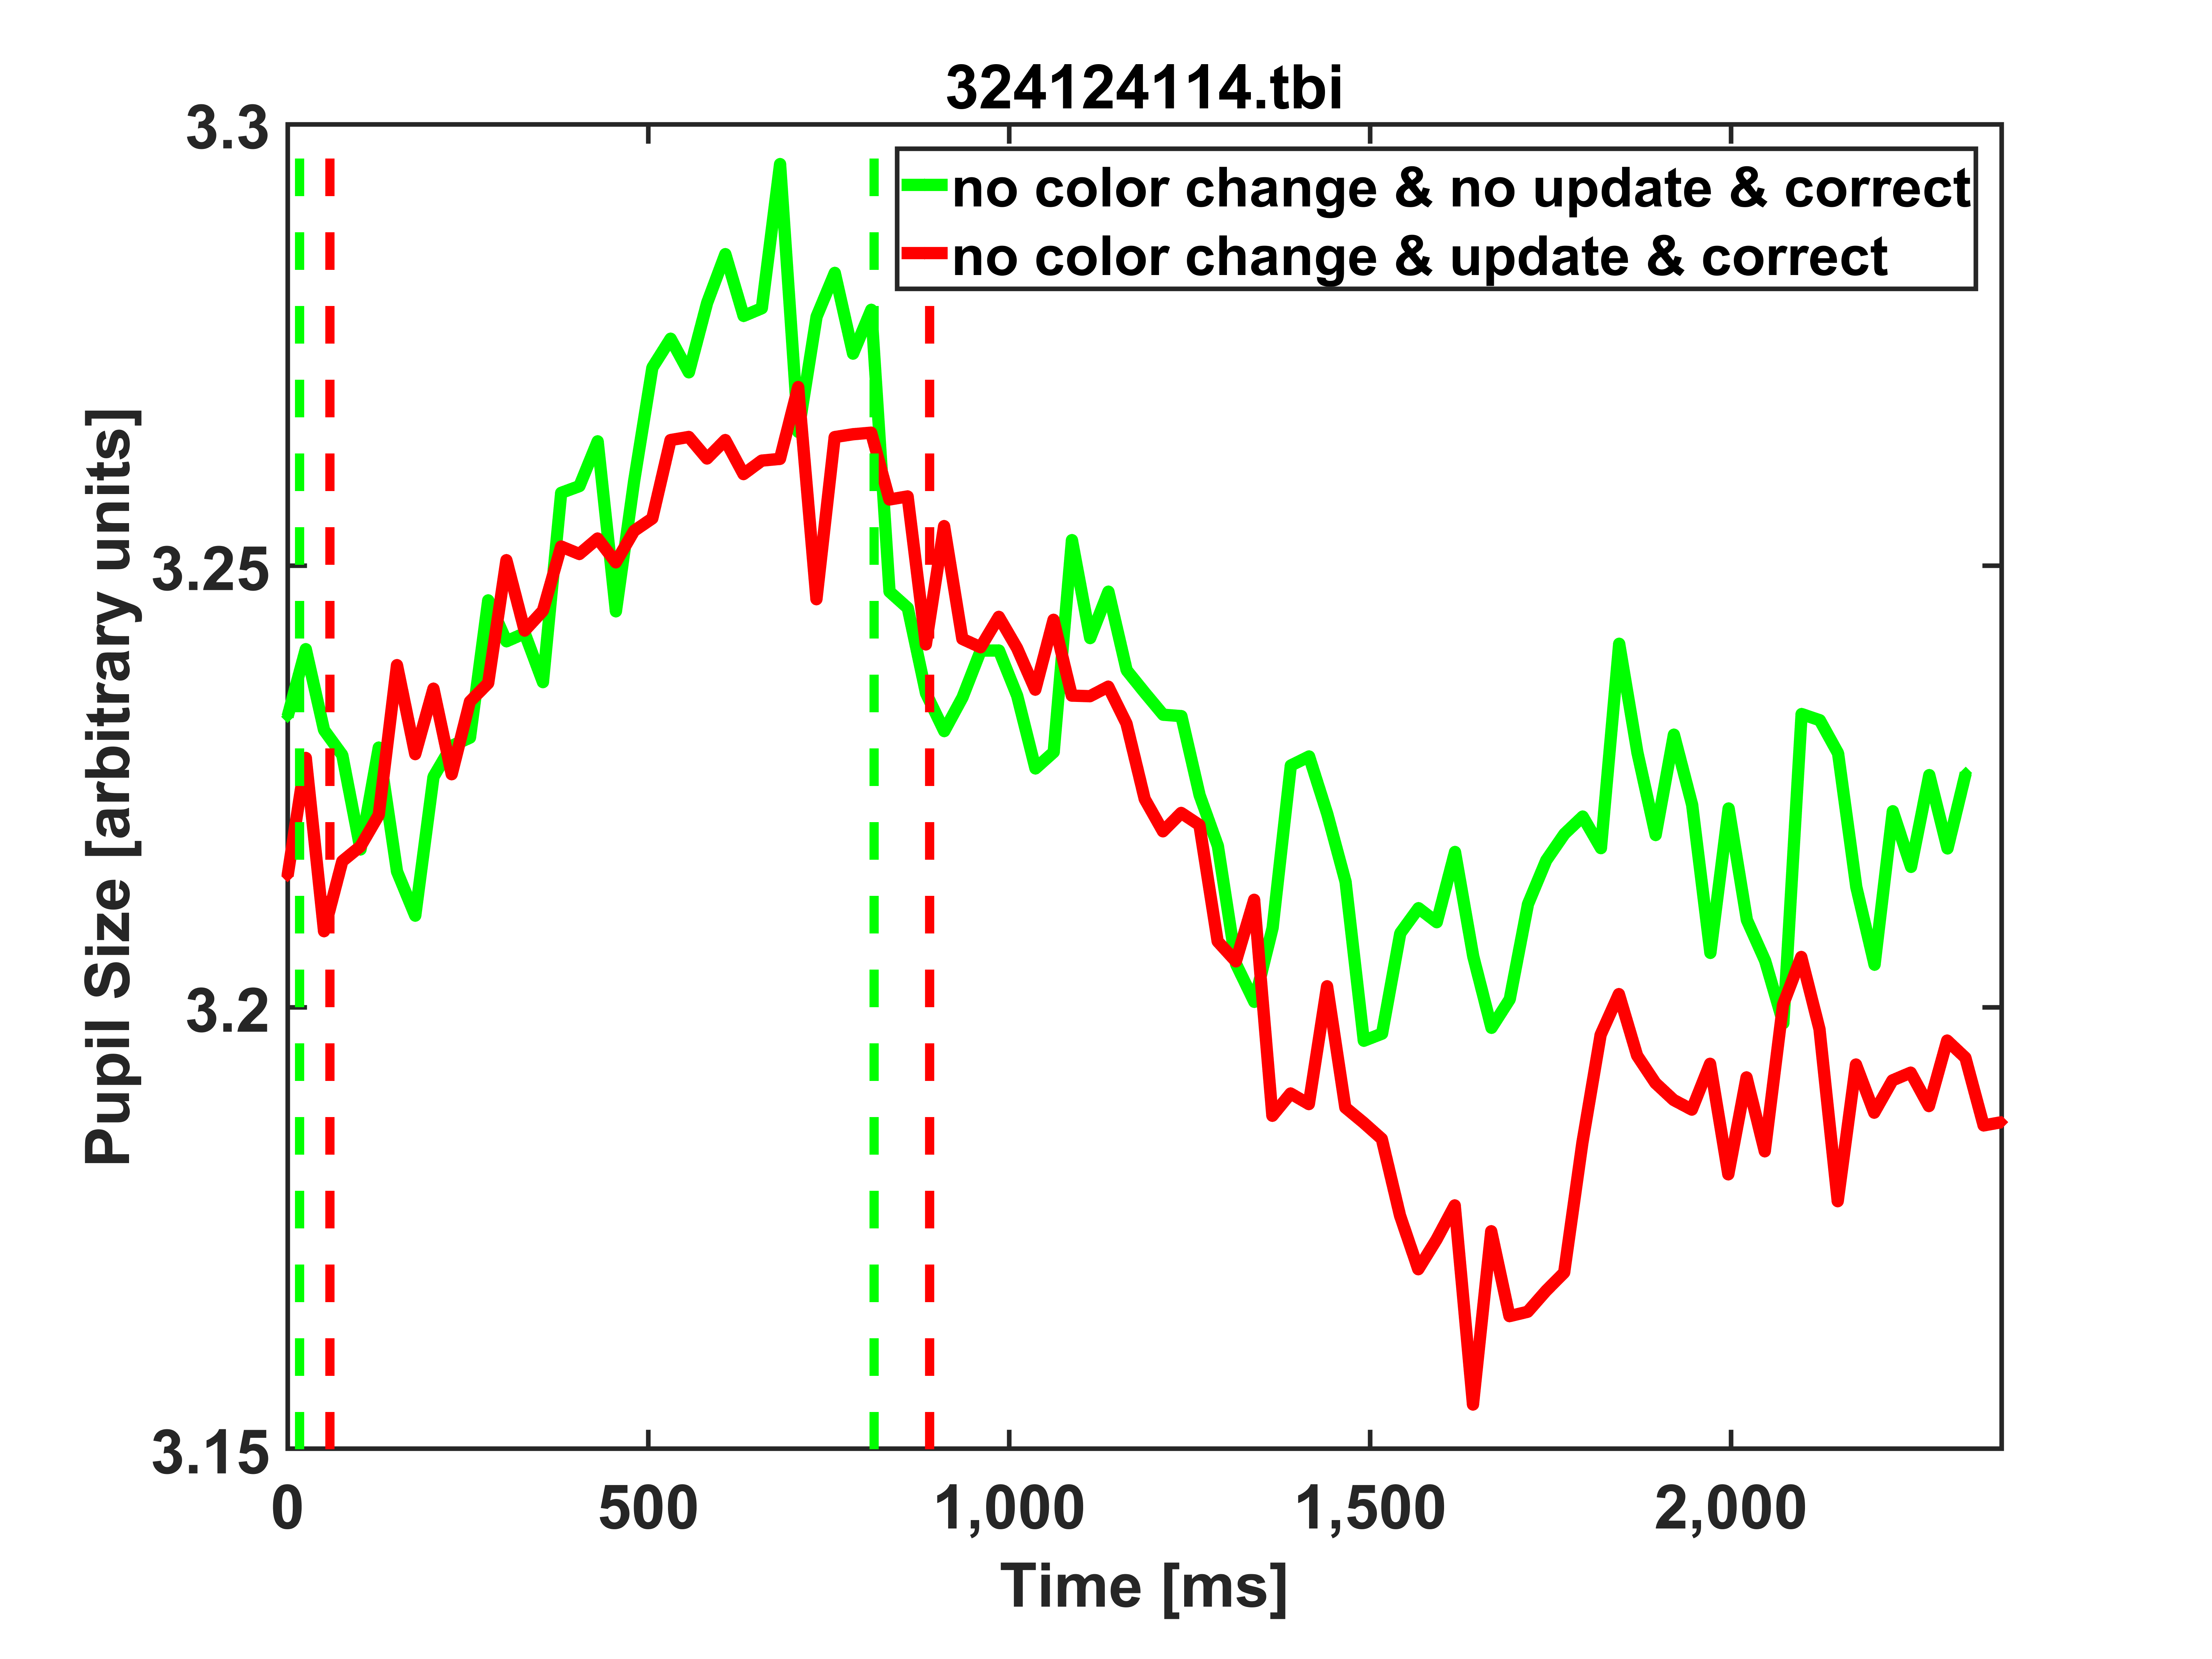 324124114.tbi
no color change & no update & correct
no color change & update & correct
Pupil Size [arbitrary units]
3.3
3.25
3.2
3.15
0 500 1,000 1,500 2,000
Time [ms]